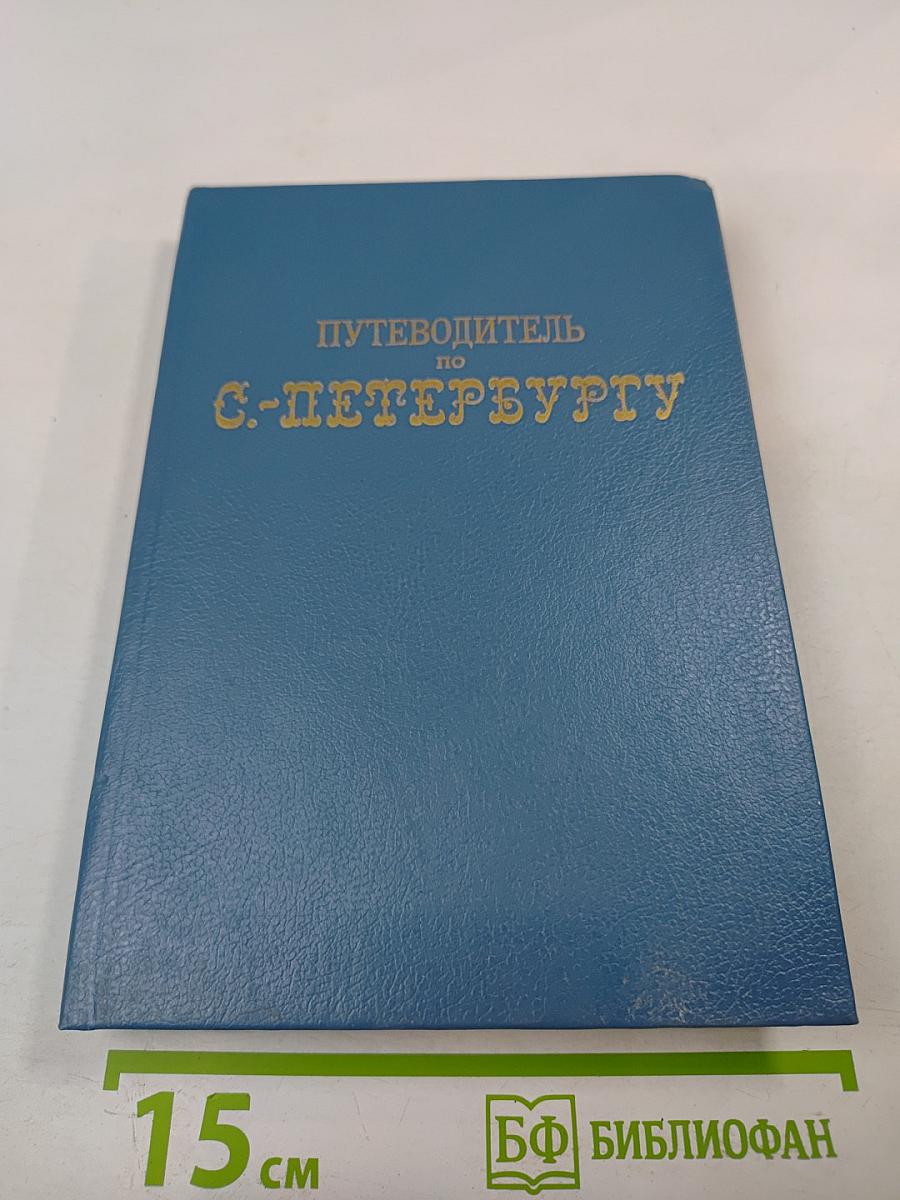 ПУТЕВОДИТЕЛЬ
ПО
С.-ПЕТЕРБУРГУ
15 см
БФ БИБЛИОФАН